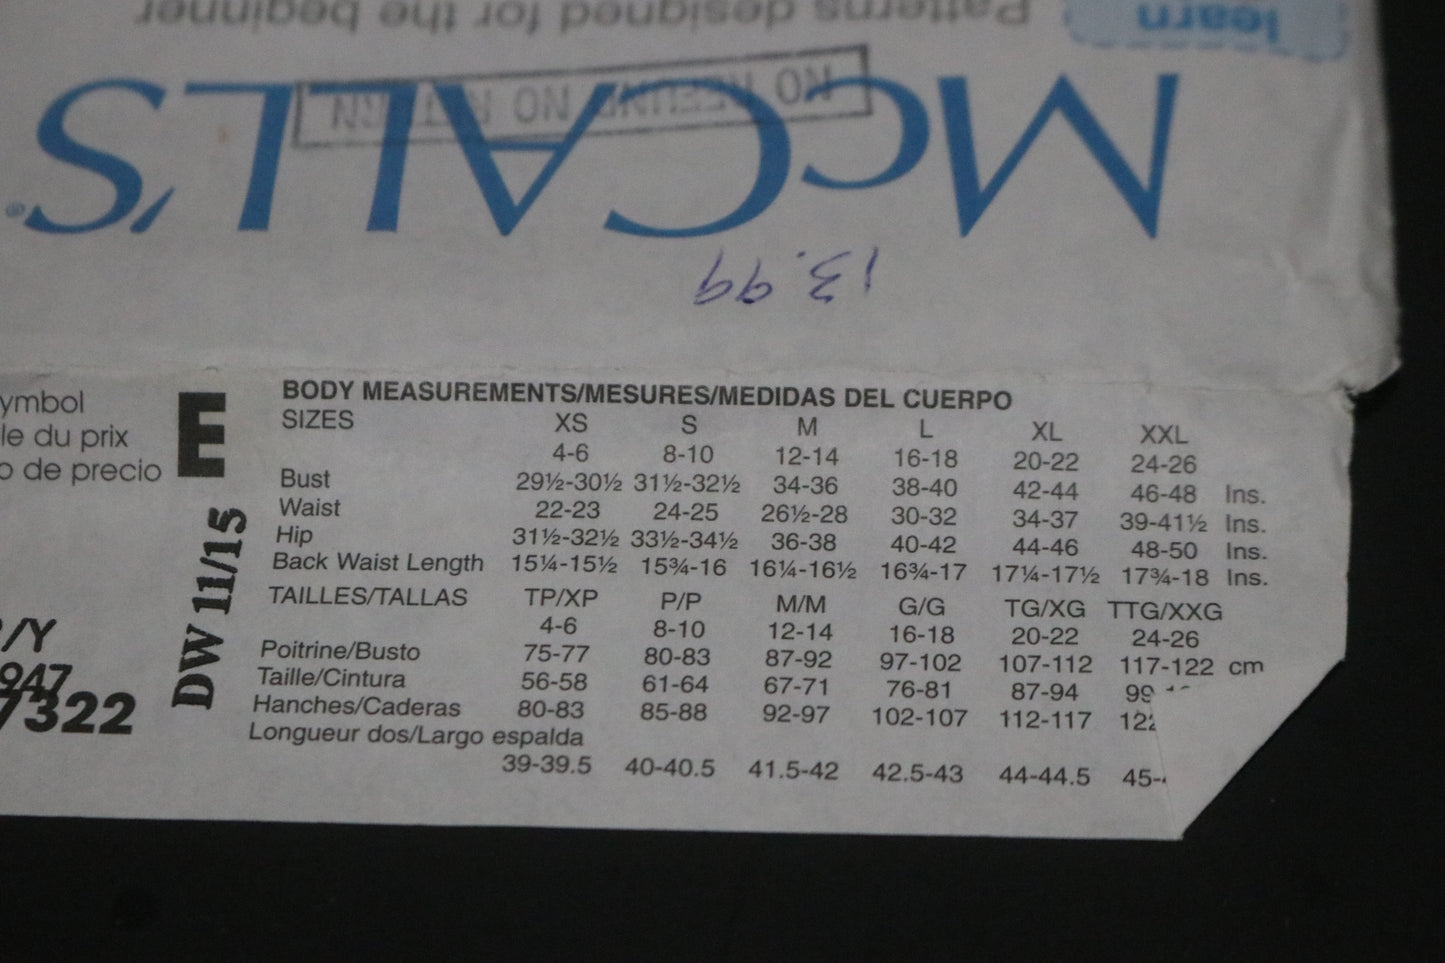 learn
Patterns designed for the beginner
NO REFUND NO RETURN
McCALL'S®
13.99
ymbol
le du prix
o de precio
E
DW 11/15
/Y
947
7322
BODY MEASUREMENTS/MESURES/MEDIDAS DEL CUERPO
SIZES XS S M L XL XXL
4-6 8-10 12-14 16-18 20-22 24-26
Bust 29½-30½ 31½-32½ 34-36 38-40 42-44 46-48 Ins.
Waist 22-23 24-25 26½-28 30-32 34-37 39-41½ Ins.
Hip 31½-32½ 33½-34½ 36-38 40-42 44-46 48-50 Ins.
Back Waist Length 15¼-15½ 15¾-16 16¼-16½ 16¾-17 17¼-17½ 17¾-18 Ins.
TAILLES/TALLAS TP/XP P/P M/M G/G TG/XG TTG/XXG
4-6 8-10 12-14 16-18 20-22 24-26
Poitrine/Busto 75-77 80-83 87-92 97-102 107-112 117-122 cm
Taille/Cintura 56-58 61-64 67-71 76-81 87-94 99
Hanches/Caderas 80-83 85-88 92-97 102-107 112-117 122
Longueur dos/Largo espalda
39-39.5 40-40.5 41.5-42 42.5-43 44-44.5 45-